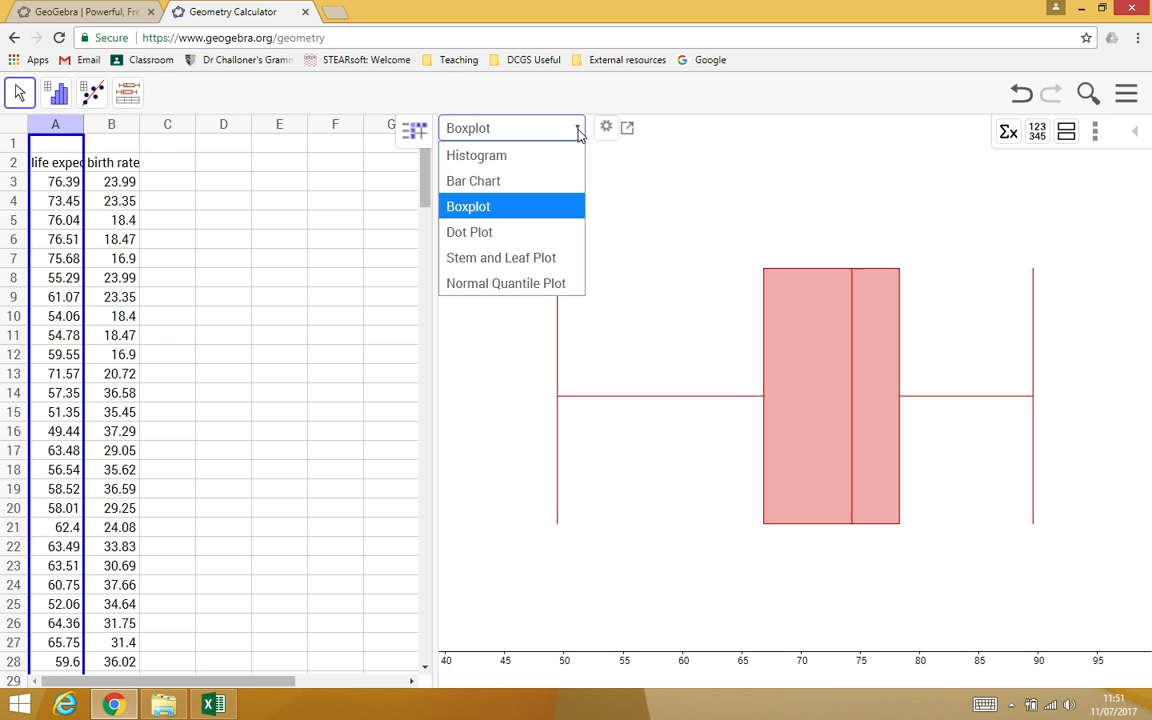 GeoGebra | Powerful, Fre
Geometry Calculator
Secure
https://www.geogebra.org/geometry
Apps
Email
Classroom
Dr Challoner's Gramm
STEARsoft: Welcome
Teaching
DCGS Useful
External resources
Google
A B C D E F G
Boxplot
Histogram
Bar Chart
Boxplot
Dot Plot
Stem and Leaf Plot
Normal Quantile Plot
Σx
123
345
1
2 life expec birth rate
3 76.39 23.99
4 73.45 23.35
5 76.04 18.4
6 76.51 18.47
7 75.68 16.9
8 55.29 23.99
9 61.07 23.35
10 54.06 18.4
11 54.78 18.47
12 59.55 16.9
13 71.57 20.72
14 57.35 36.58
15 51.35 35.45
16 49.44 37.29
17 63.48 29.05
18 56.54 35.62
19 58.52 36.59
20 58.01 29.25
21 62.4 24.08
22 63.49 33.83
23 63.51 30.69
24 60.75 37.66
25 52.06 34.64
26 64.36 31.75
27 65.75 31.4
28 59.6 36.02
29
40 45 50 55 60 65 70 75 80 85 90 95
11:51
11/07/2017